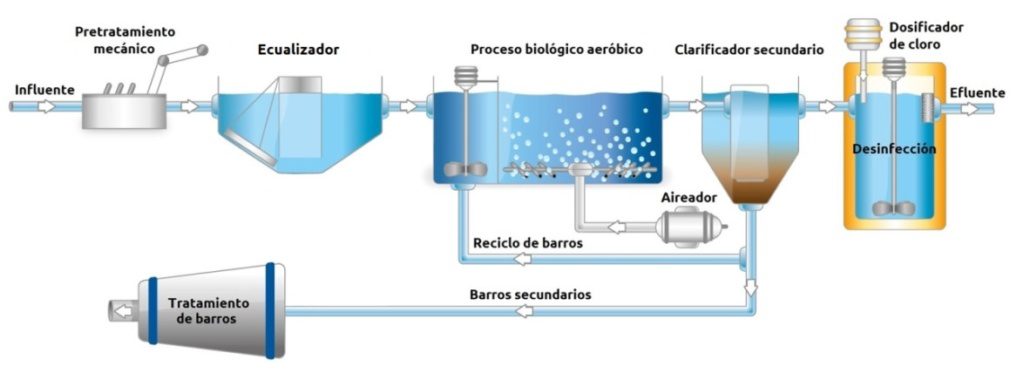 Pretratamiento
mecánico
Influente
Ecualizador
Proceso biológico aeróbico
Clarificador secundario
Dosificador
de cloro
Efluente
Desinfección
Aireador
Reciclo de barros
Barros secundarios
Tratamiento
de barros